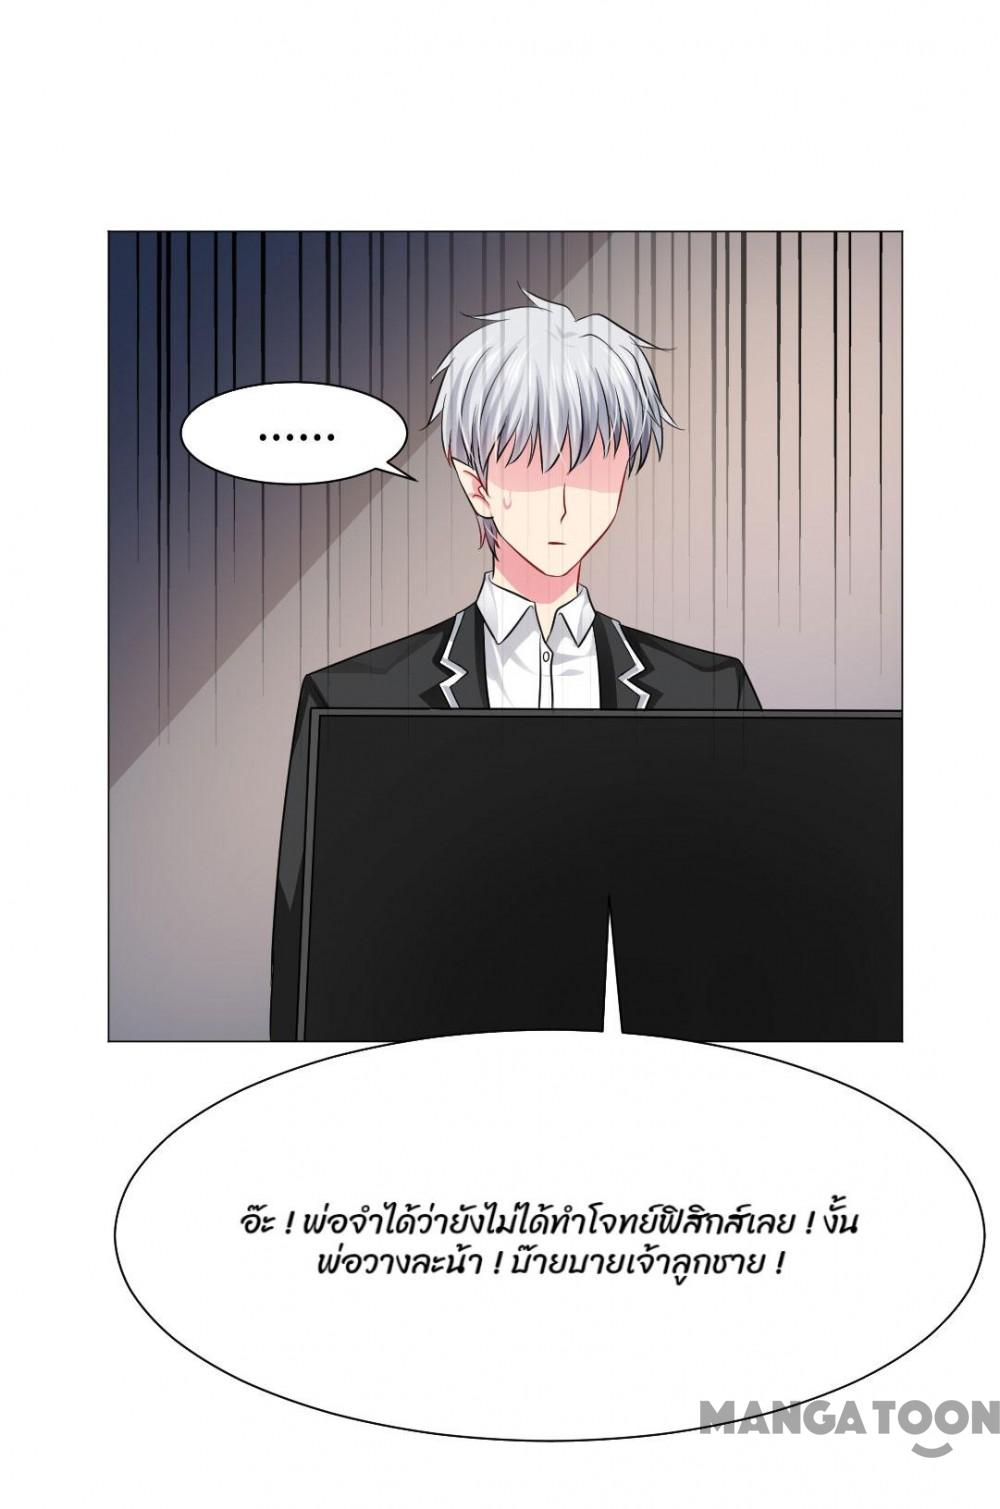 ......
อ๊ะ ! พ่อจำได้ว่ายังไม่ได้ทำโจทย์ฟิสิกส์เลย ! งั้น
พ่อวางละน้า ! บ๊ายบายเจ้าลูกชาย !
MANGATOON